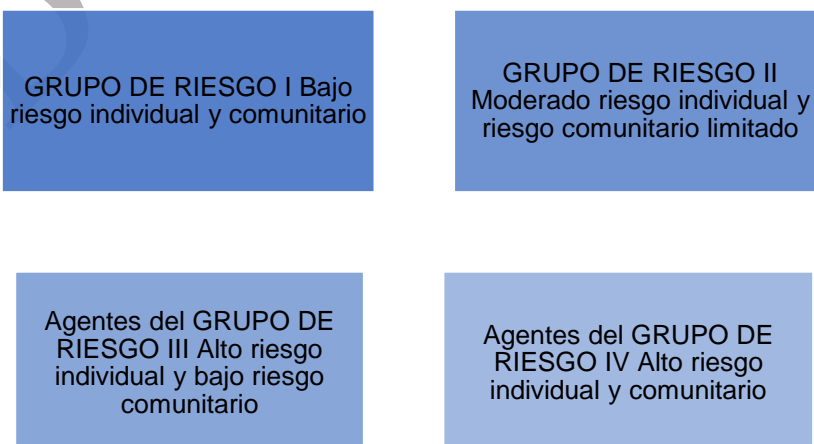 GRUPO DE RIESGO I Bajo
riesgo individual y comunitario
GRUPO DE RIESGO II
Moderado riesgo individual y
riesgo comunitario limitado
Agentes del GRUPO DE
RIESGO III Alto riesgo
individual y bajo riesgo
comunitario
Agentes del GRUPO DE
RIESGO IV Alto riesgo
individual y comunitario